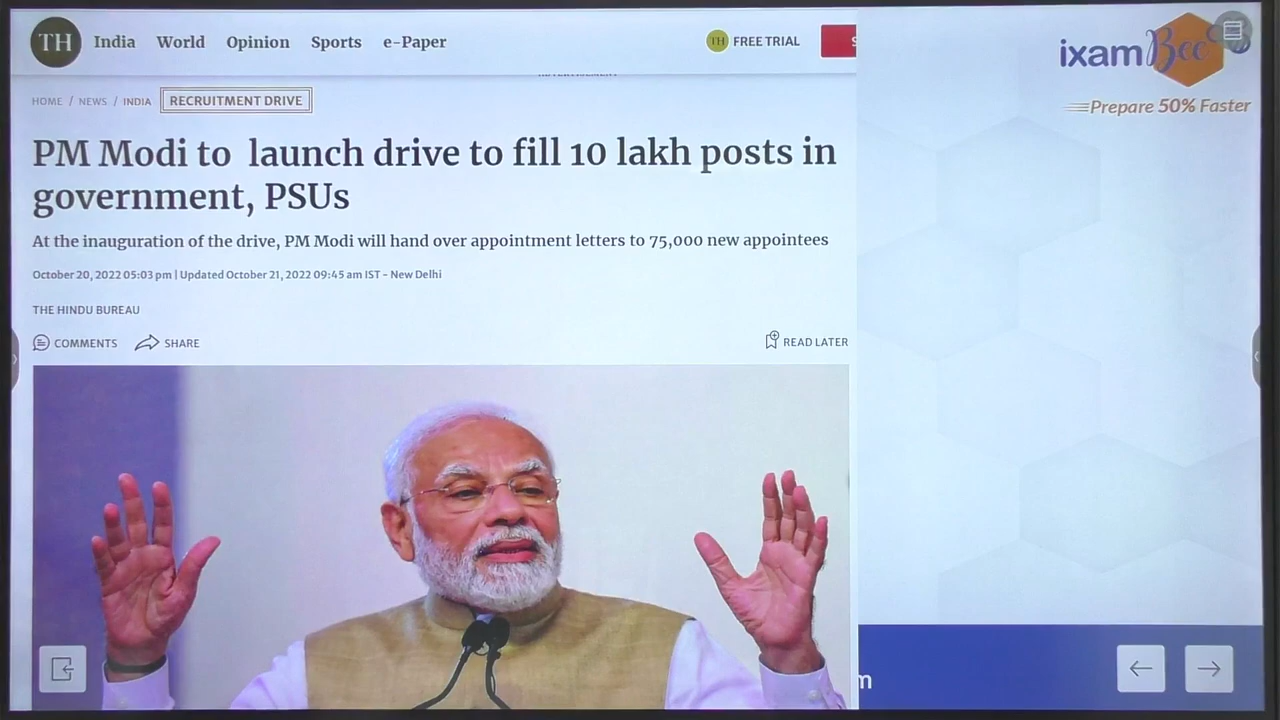 TH India World Opinion Sports e-Paper TH FREE TRIAL
ixamBee
Prepare 50% Faster
HOME / NEWS / INDIA RECRUITMENT DRIVE
PM Modi to launch drive to fill 10 lakh posts in
government, PSUs
At the inauguration of the drive, PM Modi will hand over appointment letters to 75,000 new appointees
October 20, 2022 05:03 pm | Updated October 21, 2022 09:45 am IST - New Delhi
THE HINDU BUREAU
COMMENTS SHARE READ LATER